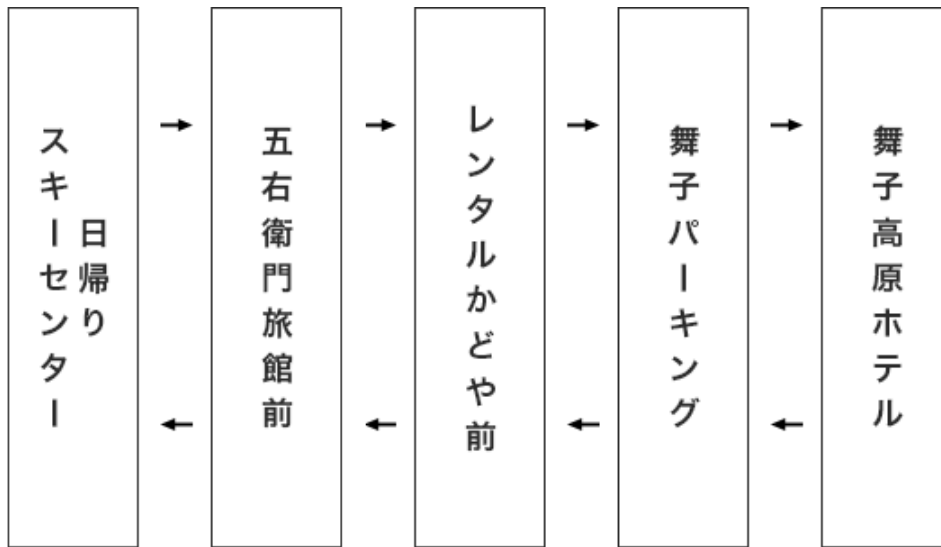 日帰り
スキーセンター
五右衛門旅館前
レンタルかどや前
舞子パーキング
舞子高原ホテル